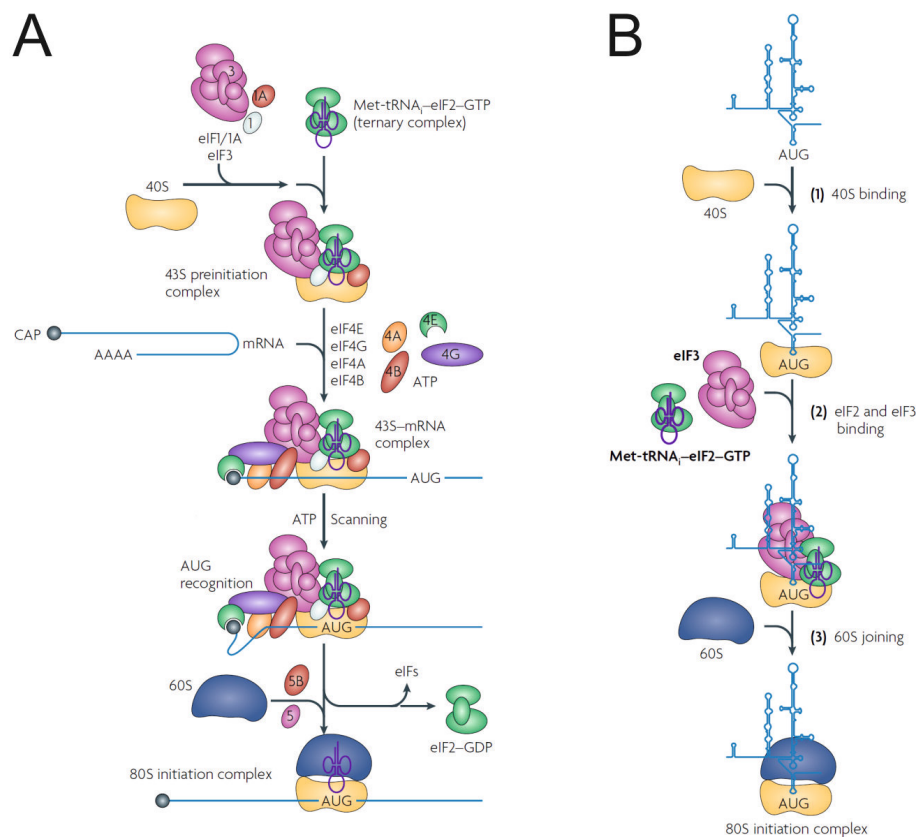 A
3
1A
1
eIF1/1A
eIF3
Met-tRNAi–eIF2–GTP
(ternary complex)
40S
43S preinitiation
complex
CAP
AAAA
mRNA
eIF4E
eIF4G
eIF4A
eIF4B
4A
4E
4G
4B
ATP
43S–mRNA
complex
AUG
ATP
Scanning
AUG
recognition
AUG
60S
5B
5
eIFs
eIF2–GDP
80S initiation complex
AUG
B
AUG
40S
(1) 40S binding
AUG
eIF3
Met-tRNAi–eIF2–GTP
(2) eIF2 and eIF3
binding
AUG
60S
(3) 60S joining
AUG
80S initiation complex